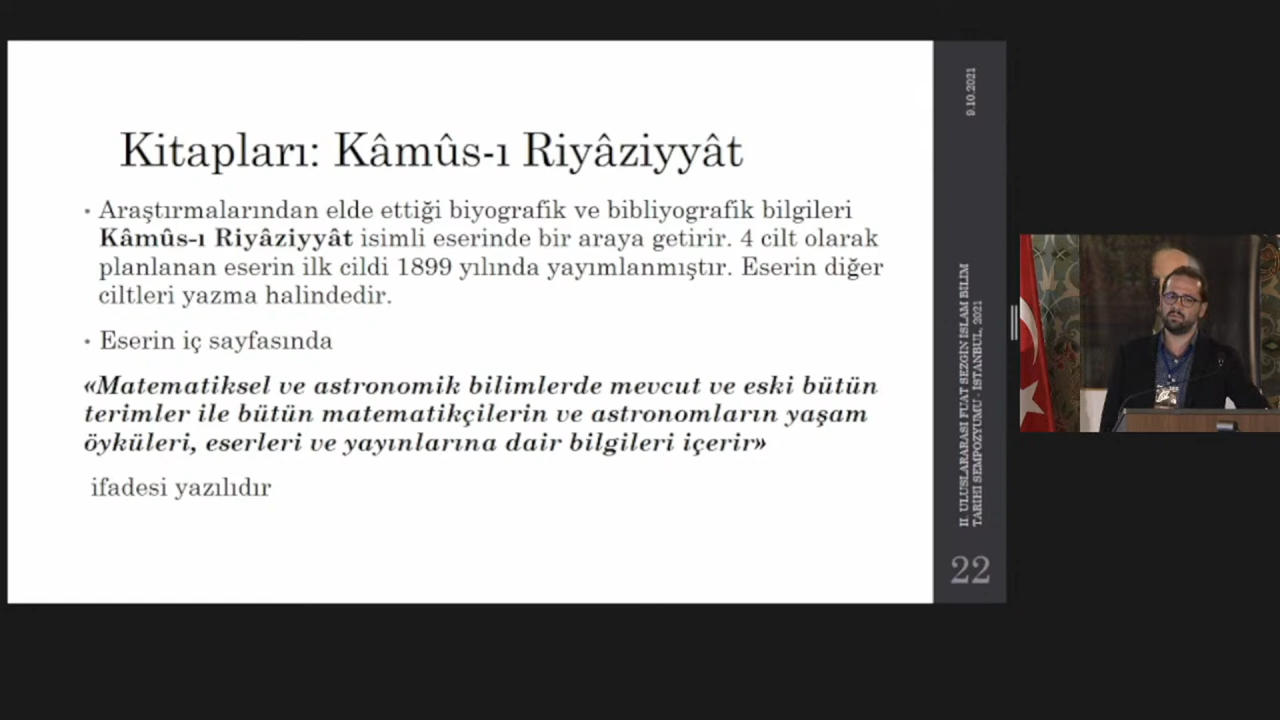 Kitapları: Kâmûs-ı Riyâziyyât
• Araştırmalarından elde ettiği biyografik ve bibliyografik bilgileri
Kâmûs-ı Riyâziyyât isimli eserinde bir araya getirir. 4 cilt olarak
planlanan eserin ilk cildi 1899 yılında yayımlanmıştır. Eserin diğer
ciltleri yazma halindedir.
• Eserin iç sayfasında
«Matematiksel ve astronomik bilimlerde mevcut ve eski bütün
terimler ile bütün matematikçilerin ve astronomların yaşam
öyküleri, eserleri ve yayınlarına dair bilgileri içerir»
ifadesi yazılıdır
9.10.2021
II. ULUSLARARASI FUAT SEZGİN İSLAM BİLİM
TARİHİ SEMPOZYUMU - İSTANBUL, 2021
22